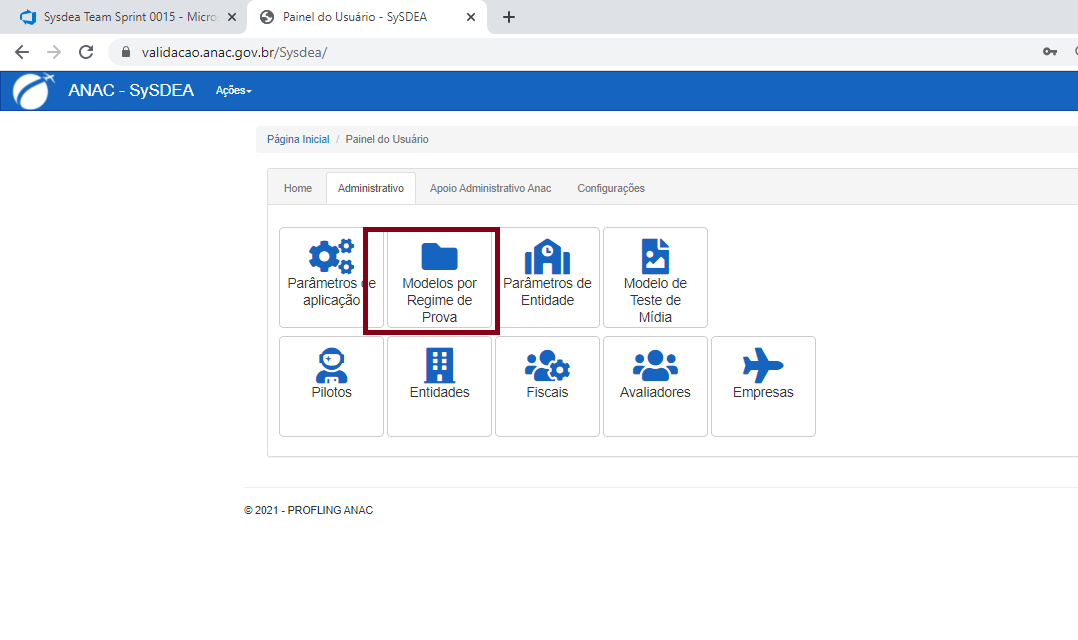 Sysdea Team Sprint 0015 - Micro
Painel do Usuário - SySDEA
validacao.anac.gov.br/Sysdea/
ANAC - SySDEA
Ações
Página Inicial / Painel do Usuário
Home
Administrativo
Apoio Administrativo Anac
Configurações
Parâmetros de
aplicação
Modelos por
Regime de
Prova
Parâmetros de
Entidade
Modelo de
Teste de
Mídia
Pilotos
Entidades
Fiscais
Avaliadores
Empresas
© 2021 - PROFLING ANAC